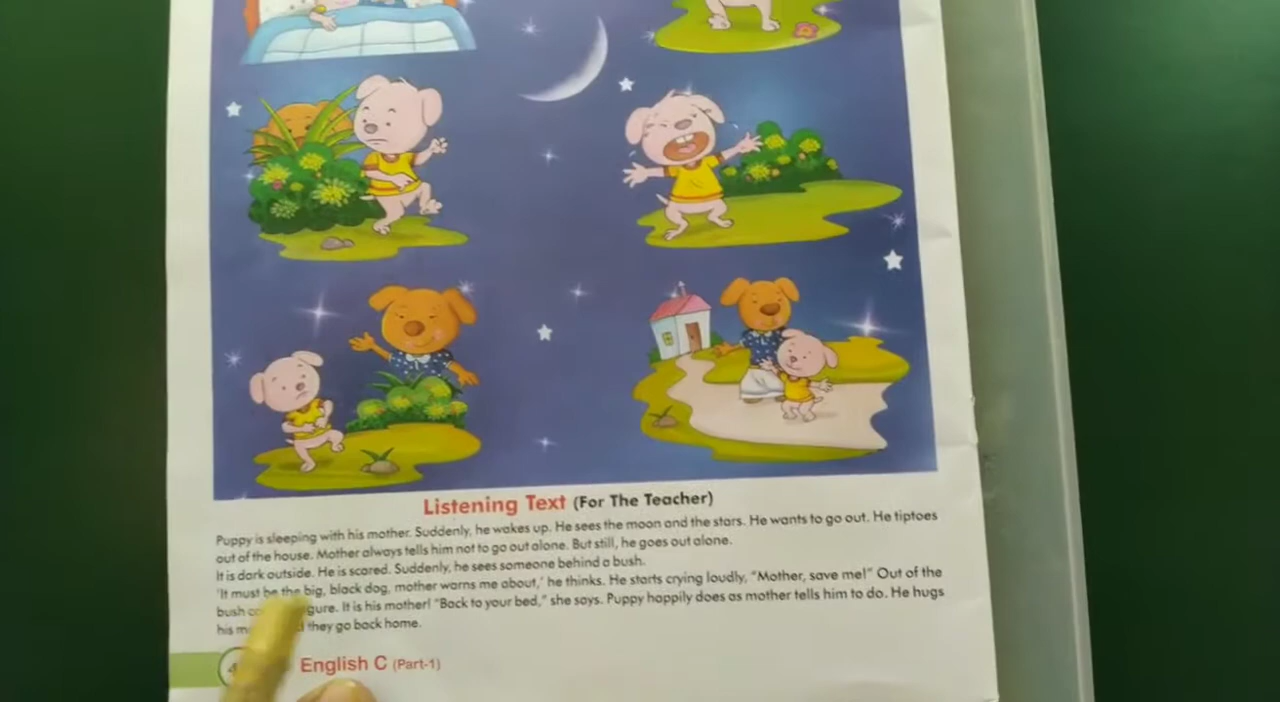 Listening Text (For The Teacher)
Puppy is sleeping with his mother. Suddenly, he wakes up. He sees the moon and the stars. He wants to go out. He tiptoes
out of the house. Mother always tells him not to go out alone. But still, he goes out alone.
It is dark outside. He is scared. Suddenly, he sees someone behind a bush.
'It must be the big, black dog, mother warns me about,' he thinks. He starts crying loudly, "Mother, save me!" Out of the
bush gure. It is his mother! "Back to your bed," she says. Puppy happily does as mother tells him to do. He hugs
his they go back home.
English C (Part-1)